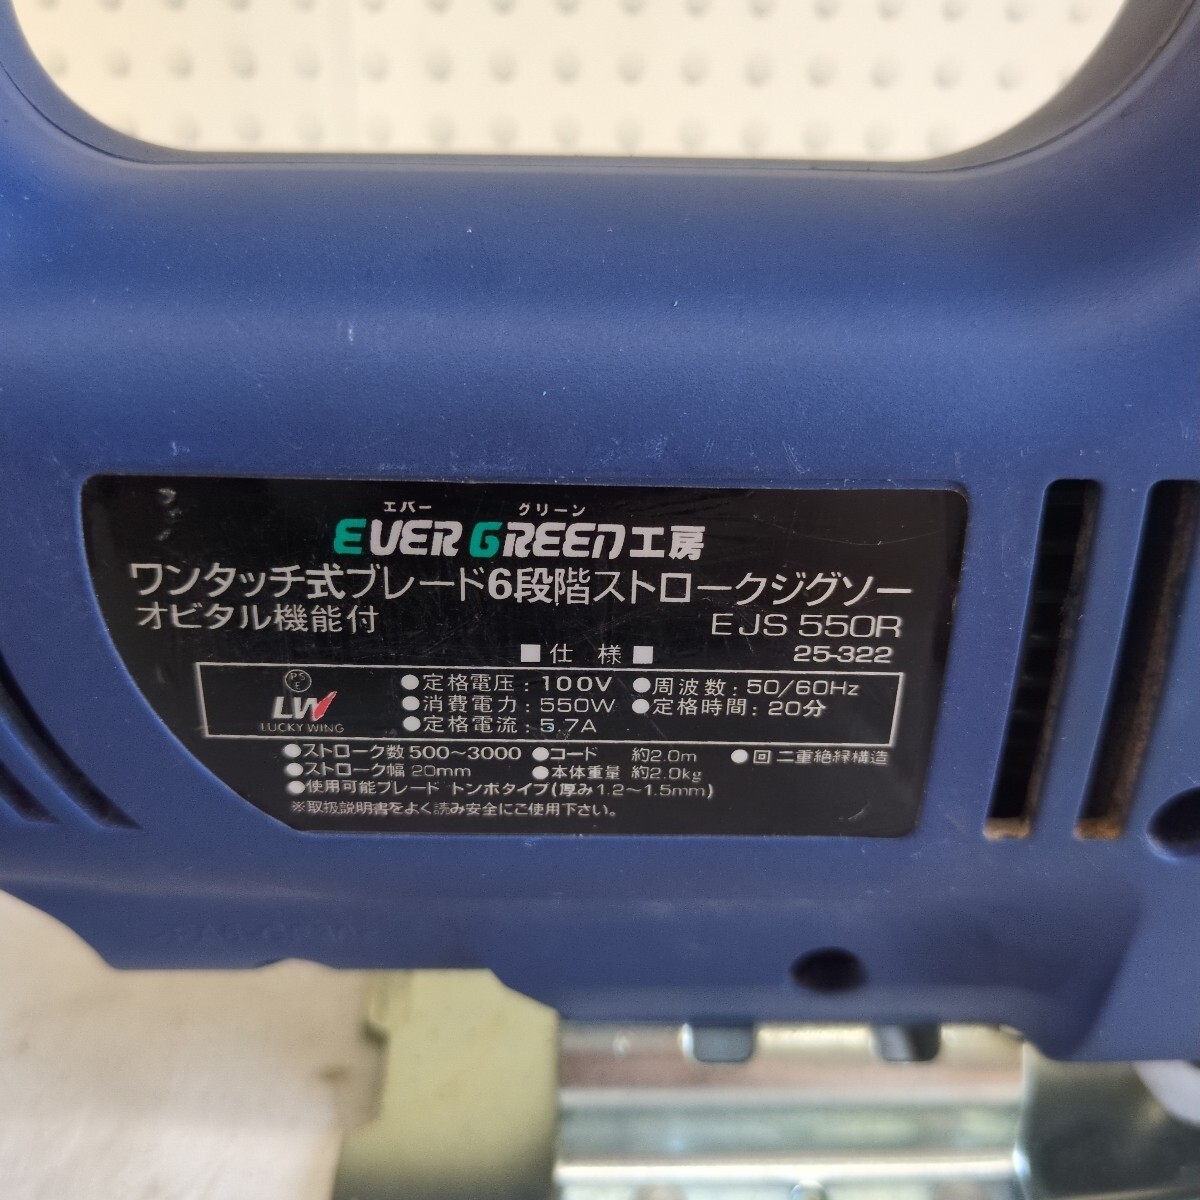 エバー グリーン
EVER GREEN工房
ワンタッチ式ブレード6段階ストロークジグソー
オビタル機能付 EJS 550R
■仕 様■ 25-322
PSE
LW
LUCKY WING
●定格電圧：100V ●周波数：50/60Hz
●消費電力：550W ●定格時間：20分
●定格電流：5.7A
●ストローク数 500～3000 ●コード 約2.0m ●回 二重絶縁構造
●ストローク幅 20mm ●本体重量 約2.0kg
●使用可能ブレード トンボタイプ(厚み1.2～1.5mm)
※取扱説明書をよく読み安全にご使用下さい。